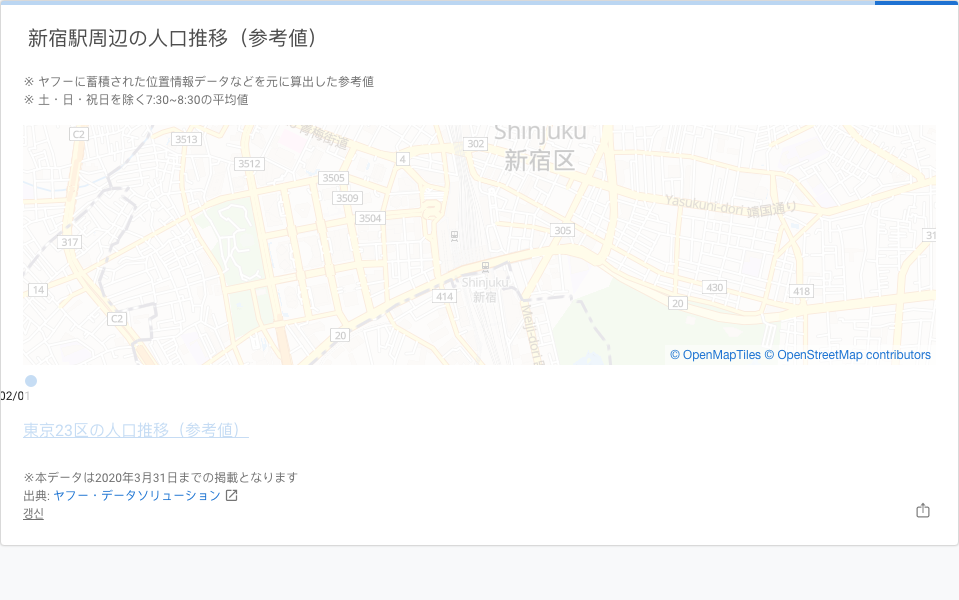 新宿駅周辺の人口推移（参考値）
※ ヤフーに蓄積された位置情報データなどを元に算出した参考値
※ 土・日・祝日を除く7:30~8:30の平均値
C2
3513
青梅街道
302
Shinjuku
新宿区
3512
4
3505
3509
3504
Yasukuni-dori 靖国通り
317
305
31
14
Shinjuku
新宿
414
430
418
20
C2
20
Meiji-dori
© OpenMapTiles © OpenStreetMap contributors
02/01
東京23区の人口推移（参考値）
※本データは2020年3月31日までの掲載となります
出典: ヤフー・データソリューション
갱신